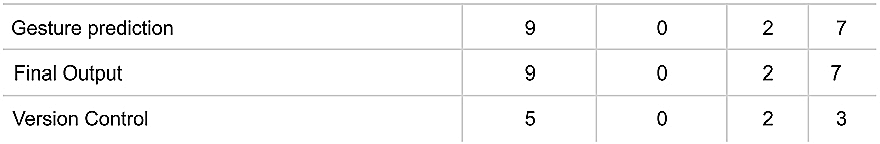 Gesture prediction 9 0 2 7
Final Output 9 0 2 7
Version Control 5 0 2 3